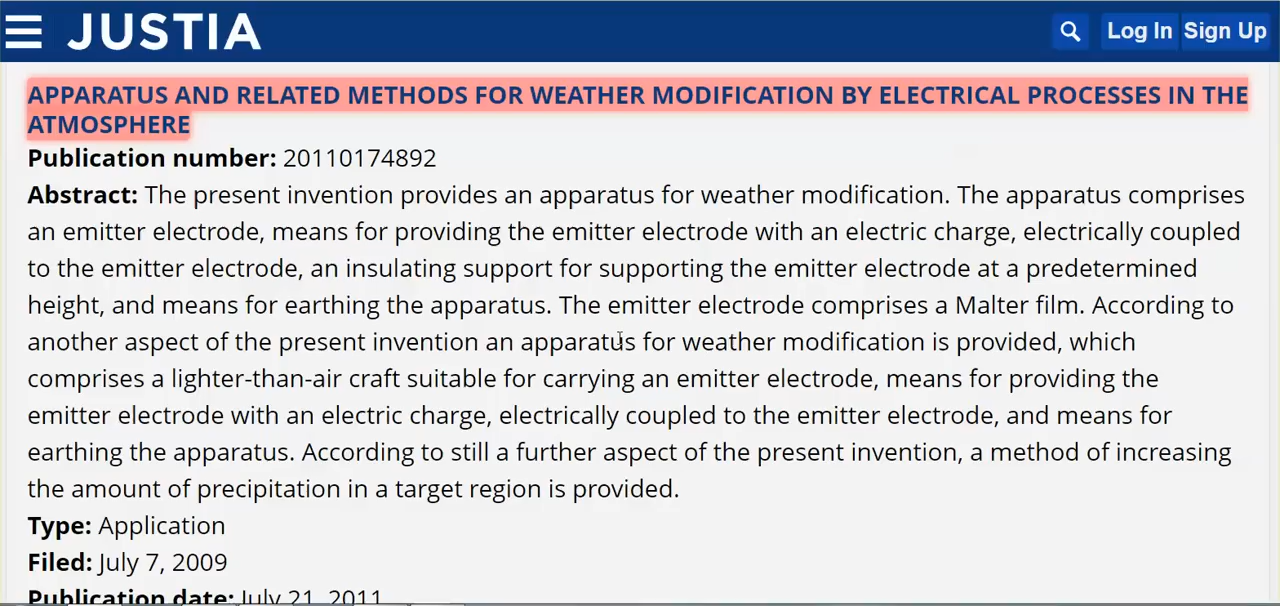 JUSTIA
Log In Sign Up
APPARATUS AND RELATED METHODS FOR WEATHER MODIFICATION BY ELECTRICAL PROCESSES IN THE
ATMOSPHERE
Publication number: 20110174892
Abstract: The present invention provides an apparatus for weather modification. The apparatus comprises
an emitter electrode, means for providing the emitter electrode with an electric charge, electrically coupled
to the emitter electrode, an insulating support for supporting the emitter electrode at a predetermined
height, and means for earthing the apparatus. The emitter electrode comprises a Malter film. According to
another aspect of the present invention an apparatus for weather modification is provided, which
comprises a lighter-than-air craft suitable for carrying an emitter electrode, means for providing the
emitter electrode with an electric charge, electrically coupled to the emitter electrode, and means for
earthing the apparatus. According to still a further aspect of the present invention, a method of increasing
the amount of precipitation in a target region is provided.
Type: Application
Filed: July 7, 2009
Publication date: July 21, 2011